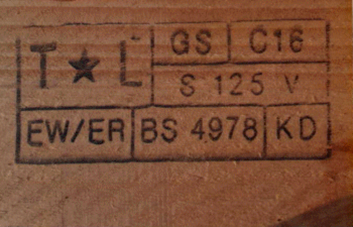 T★L GS C16
S 125 V
EW/ER BS 4978 KD